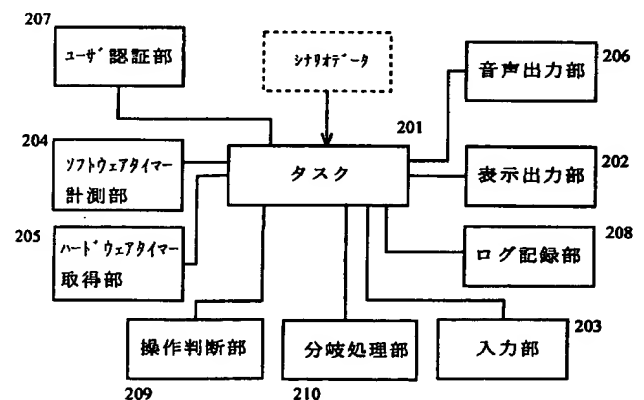 207
ユーザ認証部
シナリオデータ
音声出力部
206
201
204
ソフトウェアタイマー
計測部
タスク
表示出力部
202
205
ハードウェアタイマー
取得部
208
ログ記録部
操作判断部
分岐処理部
入力部
203
209
210